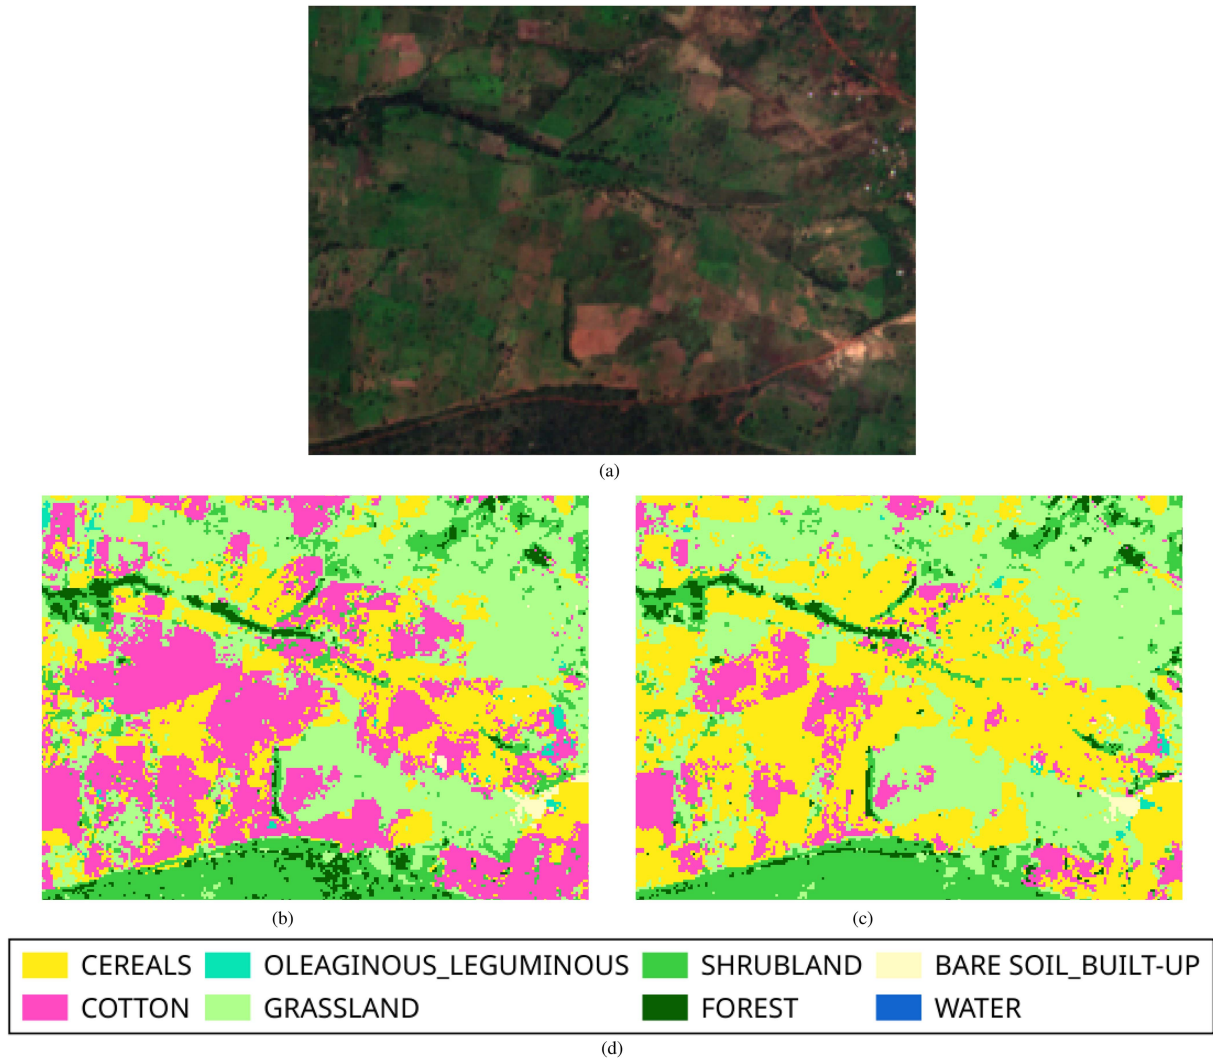 (a)
(b) (c)
CEREALS OLEAGINOUS_LEGUMINOUS SHRUBLAND BARE SOIL_BUILT-UP
COTTON GRASSLAND FOREST WATER
(d)